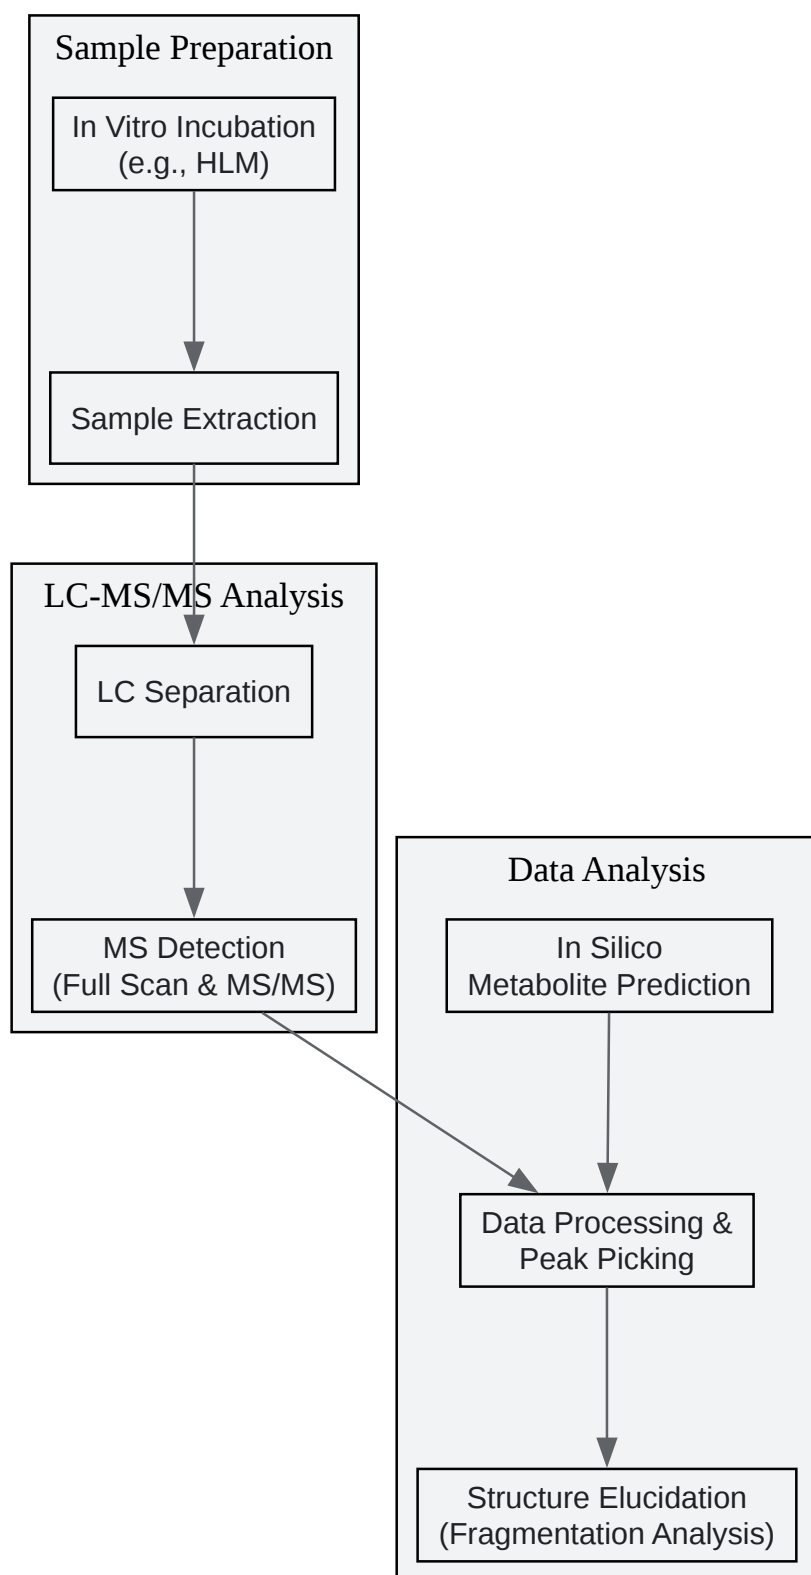 Sample Preparation
In Vitro Incubation
(e.g., HLM)
Sample Extraction
LC-MS/MS Analysis
LC Separation
MS Detection
(Full Scan & MS/MS)
Data Analysis
In Silico
Metabolite Prediction
Data Processing &
Peak Picking
Structure Elucidation
(Fragmentation Analysis)